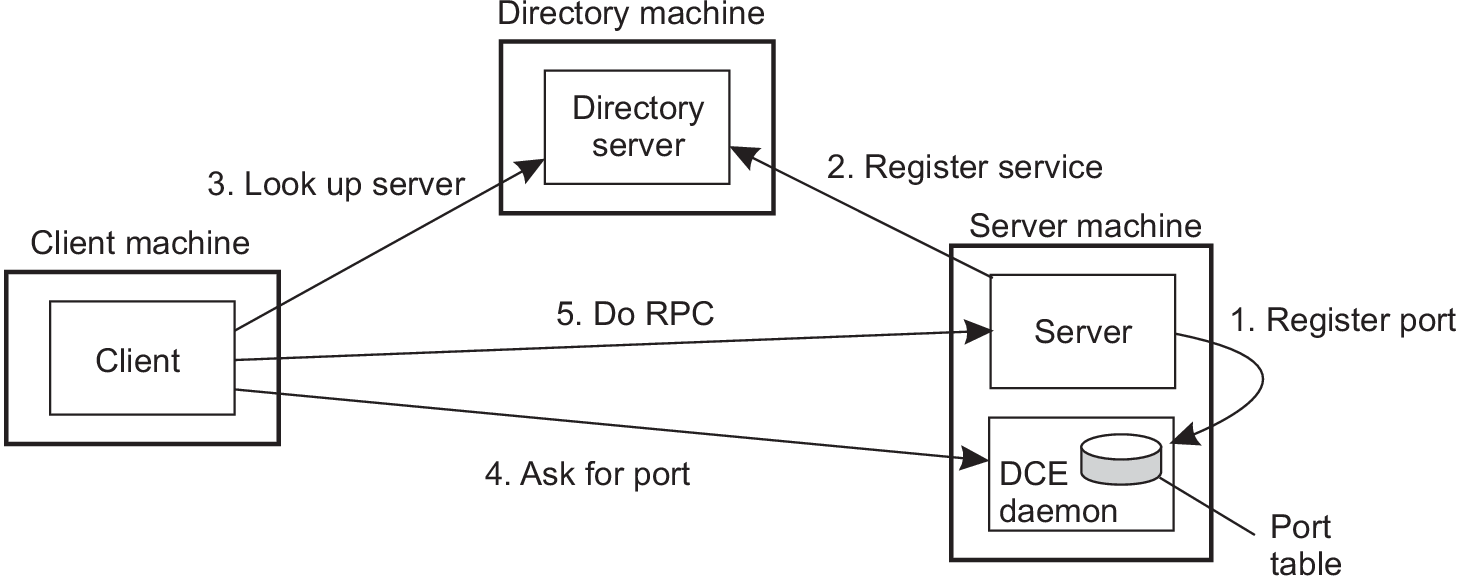 Directory machine
Directory
server
3. Look up server
2. Register service
Client machine
Server machine
5. Do RPC
1. Register port
Client
Server
4. Ask for port
DCE
daemon
Port
table